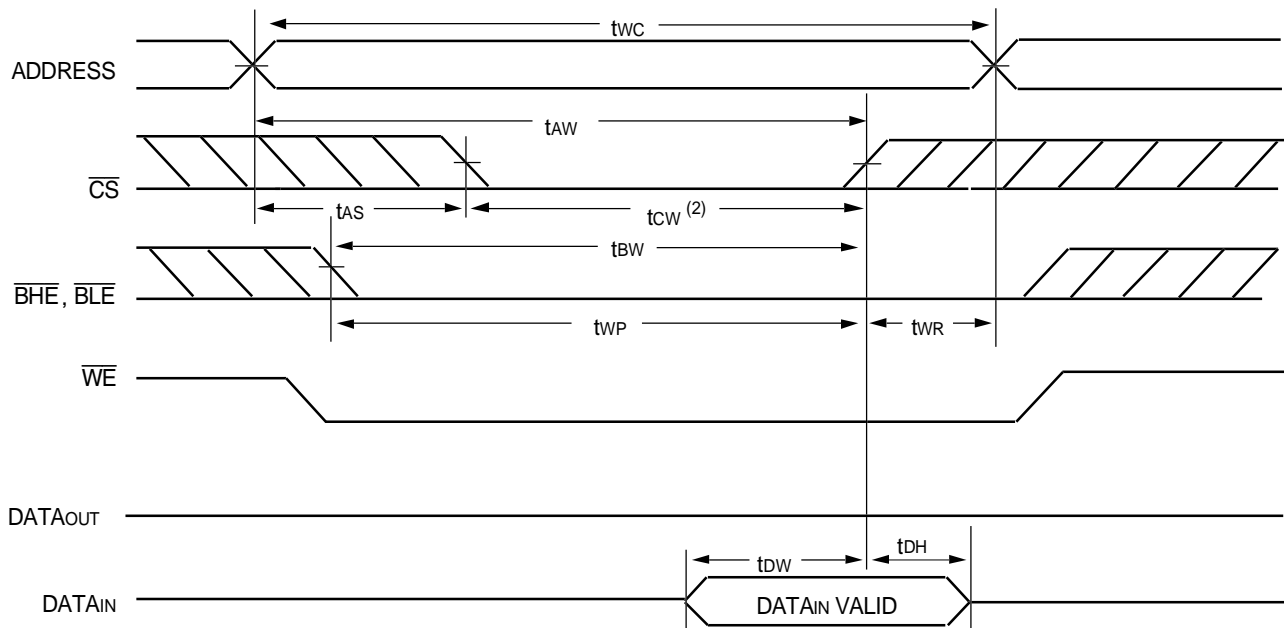 tWC
ADDRESS
tAW
CS
tAS
tCW (2)
tBW
BHE, BLE
tWP
tWR
WE
DATAOUT
tDW
tDH
DATAIN
DATAIN VALID